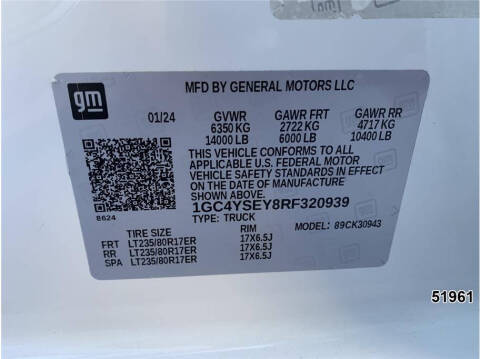 gm
MFD BY GENERAL MOTORS LLC
01/24 GVWR GAWR FRT GAWR RR
6350 KG 2722 KG 4717 KG
14000 LB 6000 LB 10400 LB
THIS VEHICLE CONFORMS TO ALL
APPLICABLE U.S. FEDERAL MOTOR
VEHICLE SAFETY STANDARDS IN EFFECT
ON THE DATE OF MANUFACTURE
SHOWN ABOVE.
1GC4YSEY8RF320939
8624 TYPE: TRUCK MODEL: 89CK30943
TIRE SIZE RIM
FRT LT235/80R17ER 17X6.5J
RR LT235/80R17ER 17X6.5J
SPA LT235/80R17ER 17X6.5J
51961